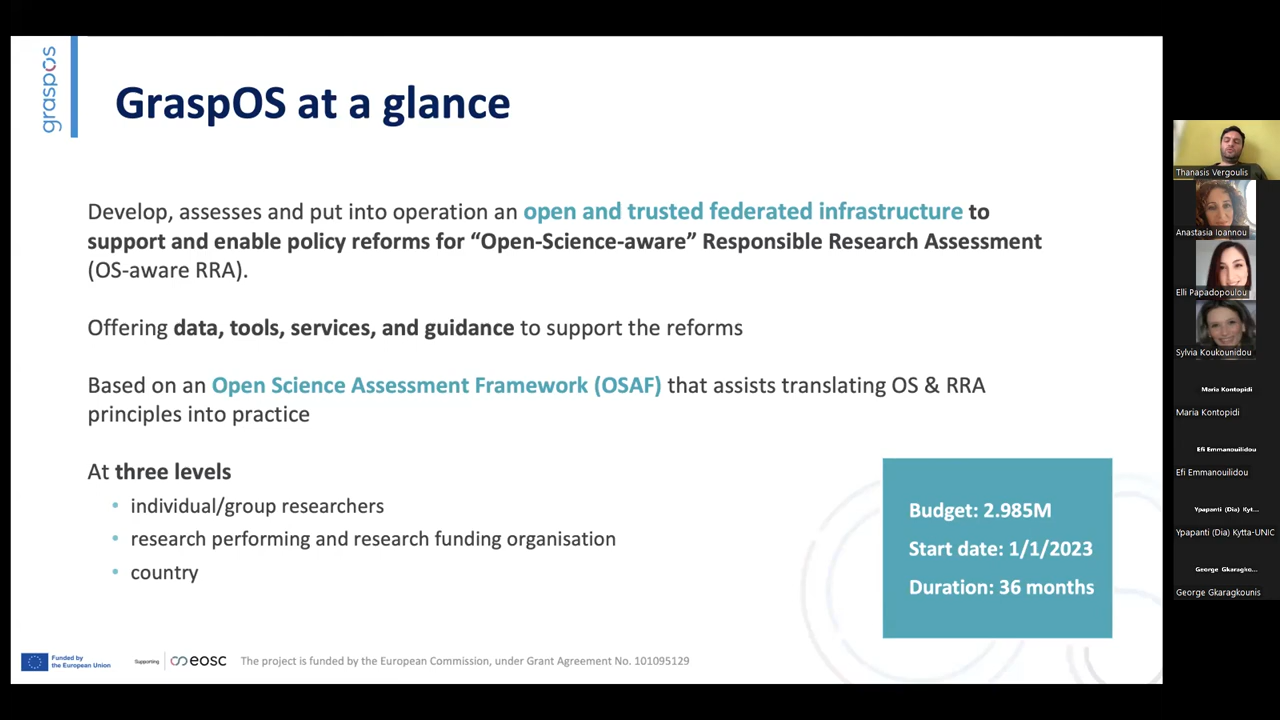 graspos
GraspOS at a glance
Develop, assesses and put into operation an open and trusted federated infrastructure to
support and enable policy reforms for “Open-Science-aware” Responsible Research Assessment
(OS-aware RRA).
Offering data, tools, services, and guidance to support the reforms
Based on an Open Science Assessment Framework (OSAF) that assists translating OS & RRA
principles into practice
At three levels
• individual/group researchers
• research performing and research funding organisation
• country
Budget: 2.985M
Start date: 1/1/2023
Duration: 36 months
Funded by
the European Union
Supporting
eosc
The project is funded by the European Commission, under Grant Agreement No. 101095129
Thanasis Vergoulis
Anastasia Ioannou
Elli Papadopoulou
Sylvia Koukounidou
Maria Kontopidi
Maria Kontopidi
Efi Emmanouilidou
Efi Emmanouilidou
Ypapanti (Dia) Kyt...
Ypapanti (Dia) Kytta-UNIC
George Gkaragko...
George Gkaragkounis